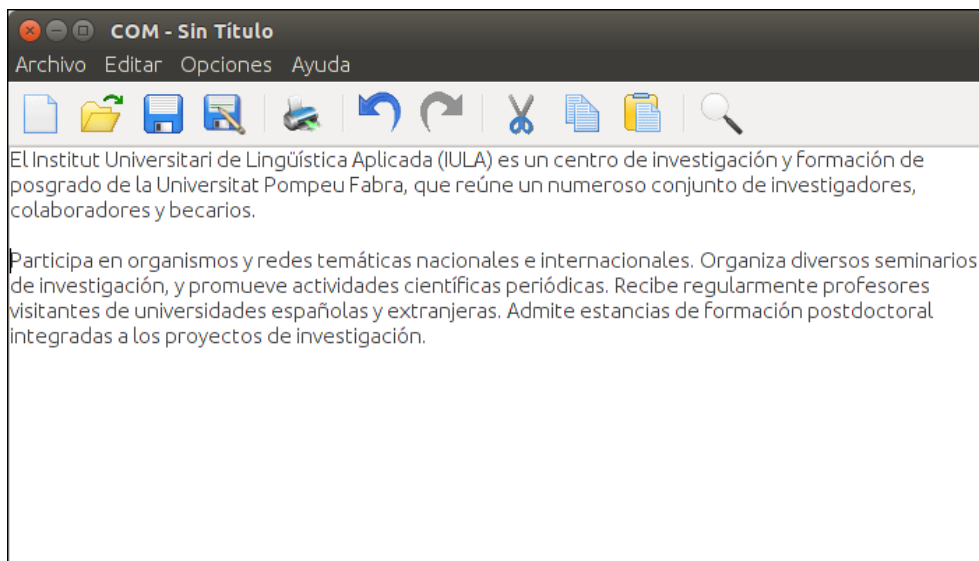 COM - Sin Título
Archivo Editar Opciones Ayuda
El Institut Universitari de Lingüística Aplicada (IULA) es un centro de investigación y formación de
posgrado de la Universitat Pompeu Fabra, que reúne un numeroso conjunto de investigadores,
colaboradores y becarios.
Participa en organismos y redes temáticas nacionales e internacionales. Organiza diversos seminarios
de investigación, y promueve actividades científicas periódicas. Recibe regularmente profesores
visitantes de universidades españolas y extranjeras. Admite estancias de formación postdoctoral
integradas a los proyectos de investigación.